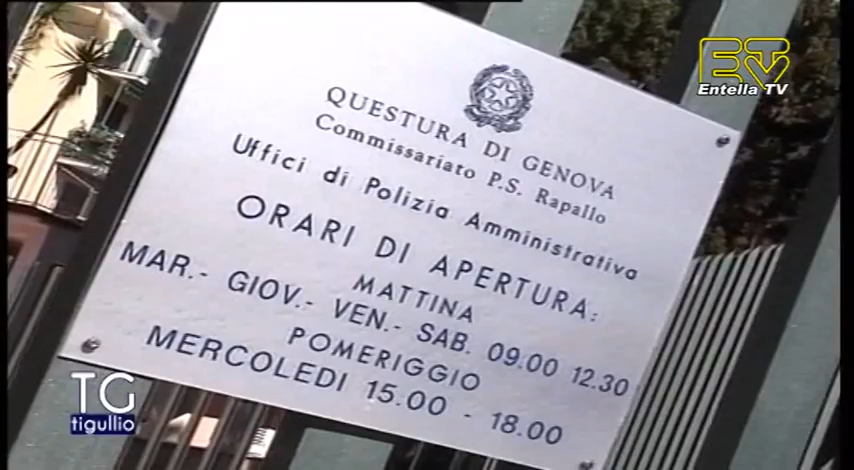 ETV
Entella TV
QUESTURA DI GENOVA
Commissariato P.S. Rapallo
Uffici di Polizia Amministrativa
ORARI DI APERTURA:
MATTINA
MAR.- GIOV.- VEN.- SAB. 09.00 12.30
POMERIGGIO
MERCOLEDI 15.00 - 18.00
TG
tigullio